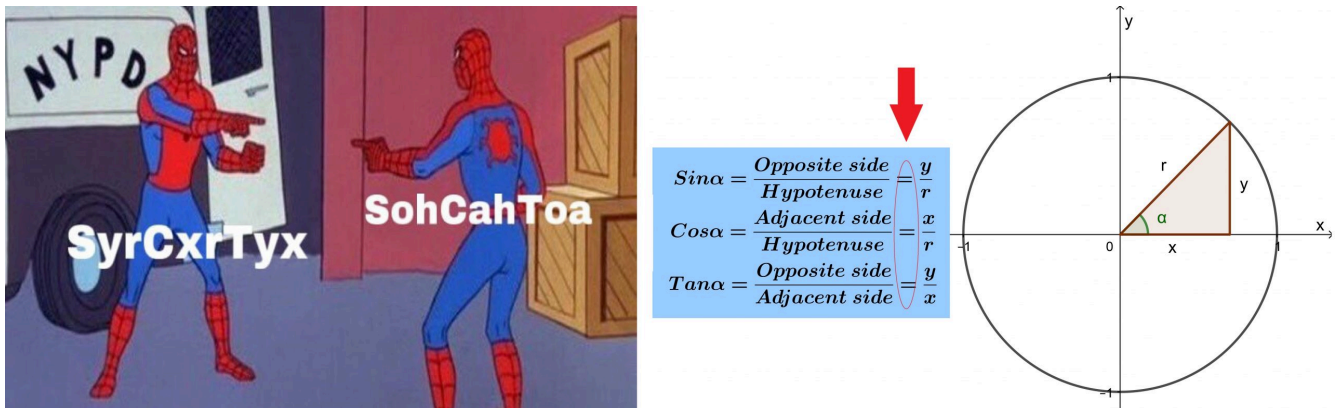 NYPD
SyrCxrTyx
SohCahToa
Sinα = Opposite side / Hypotenuse = y / r
Cosα = Adjacent side / Hypotenuse = x / r
Tanα = Opposite side / Adjacent side = y / x
y
1
r
y
α
x
-1
0
x
1
-1